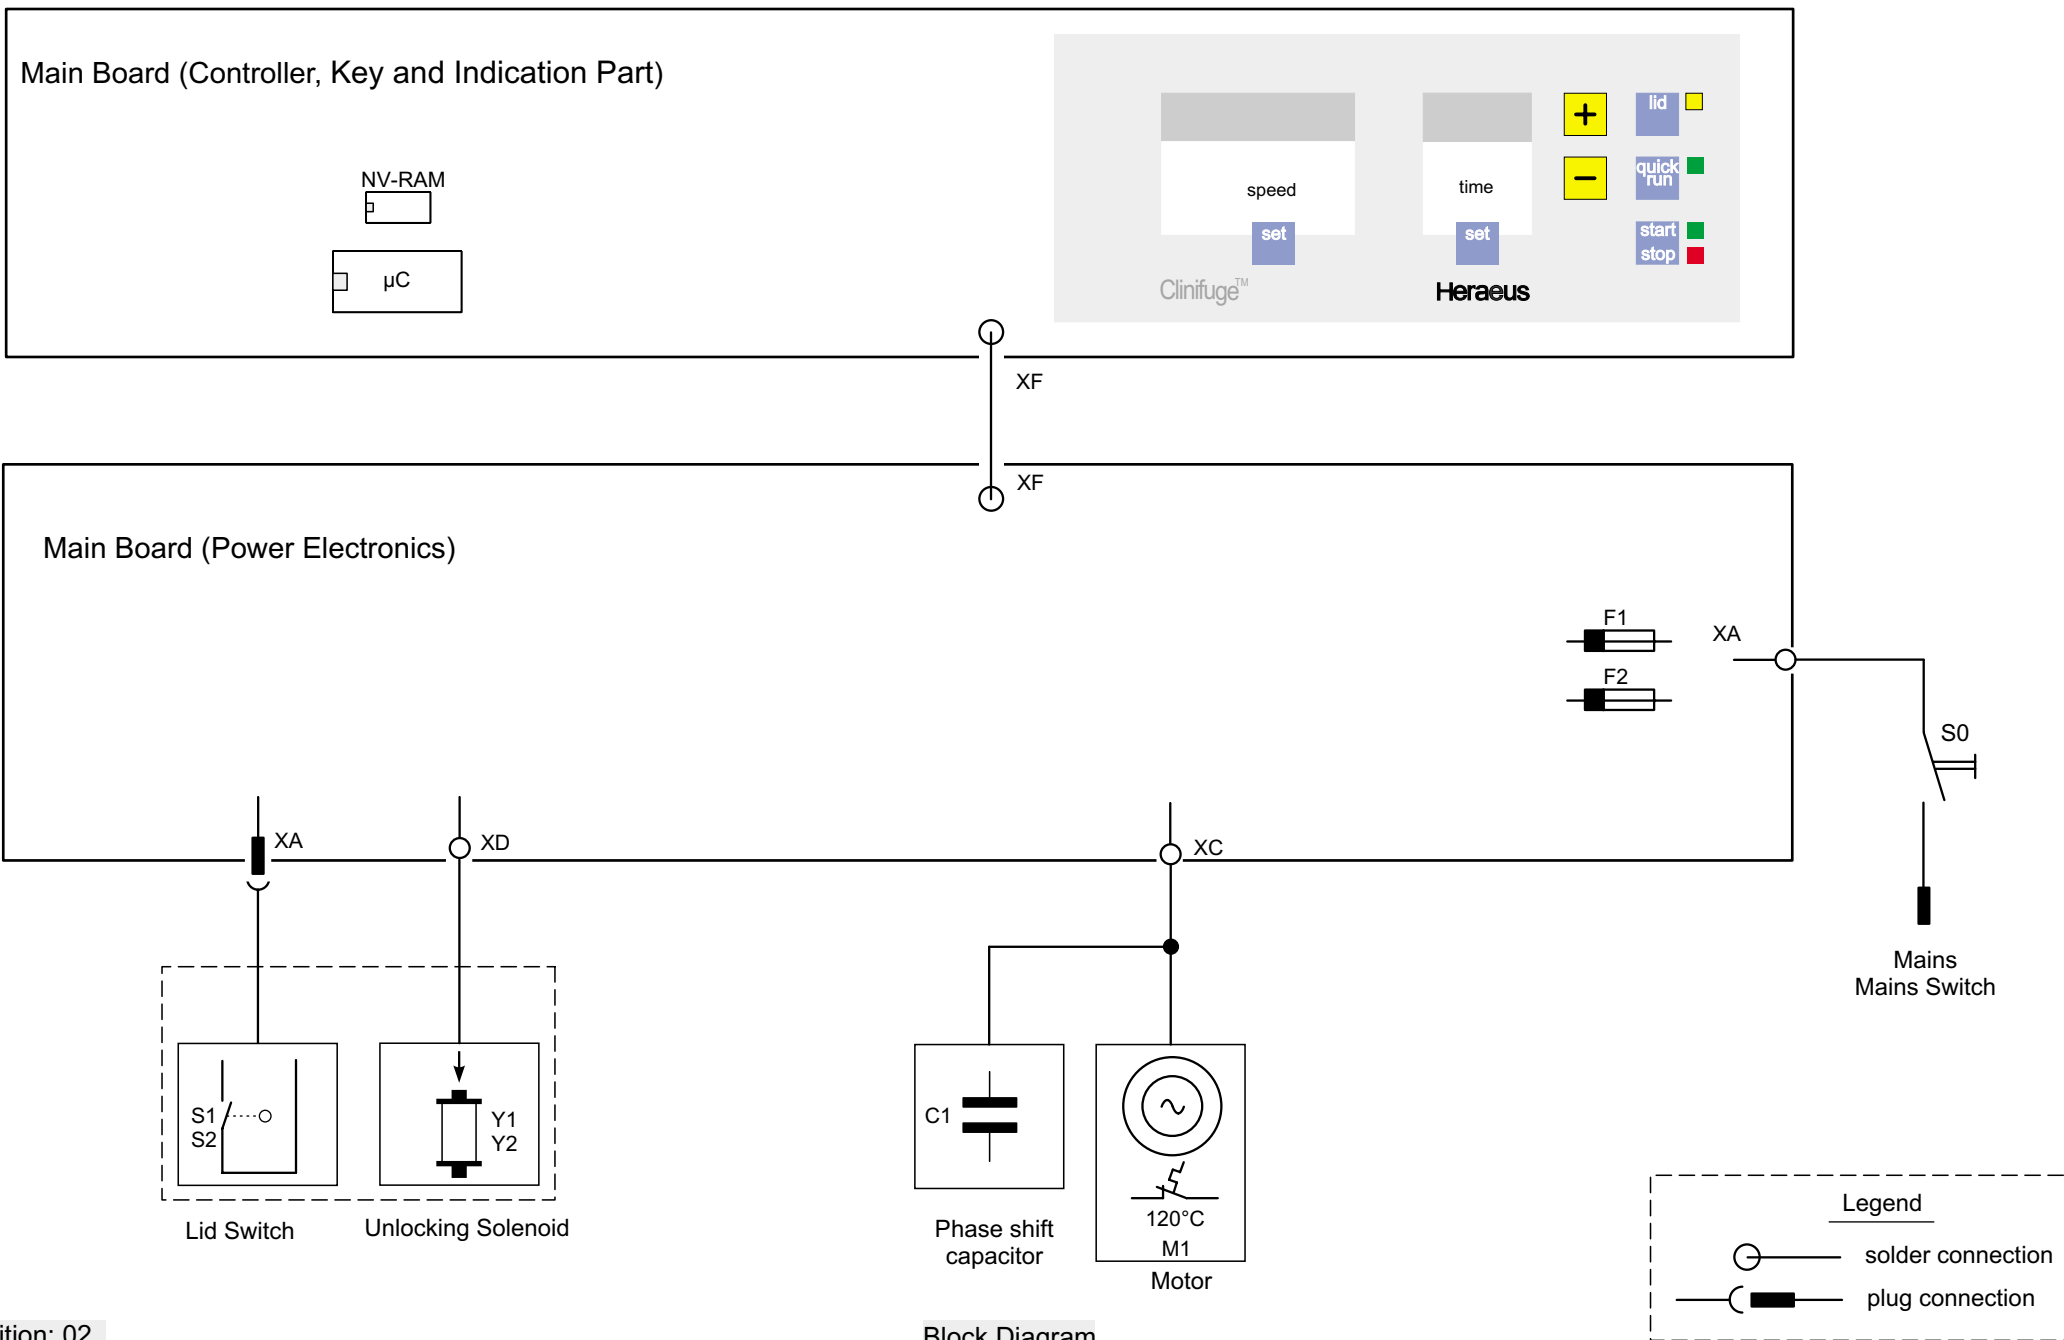 Main Board (Controller, Key and Indication Part)
NV-RAM
µC
speed
set
time
set
+
−
lid
quick
run
start
stop
Clinifuge™
Heraeus
XF
XF
Main Board (Power Electronics)
F1
F2
XA
S0
Mains
Mains Switch
XA
XD
XC
S1
S2
Y1
Y2
Lid Switch
Unlocking Solenoid
C1
Phase shift
capacitor
120°C
M1
Motor
Legend
solder connection
plug connection
02
Block Diagram